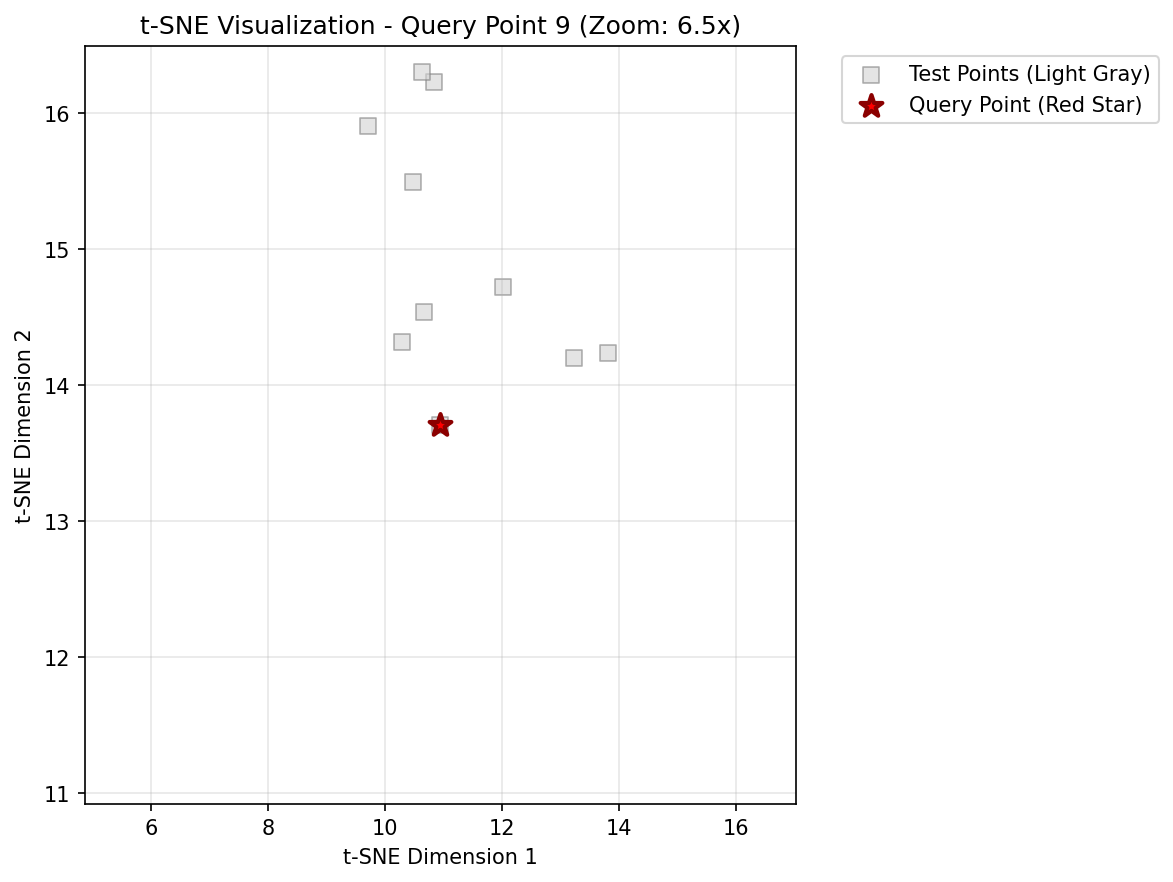 t-SNE Visualization - Query Point 9 (Zoom: 6.5x)
Test Points (Light Gray)
Query Point (Red Star)
t-SNE Dimension 2
16
15
14
13
12
11
6 8 10 12 14 16
t-SNE Dimension 1